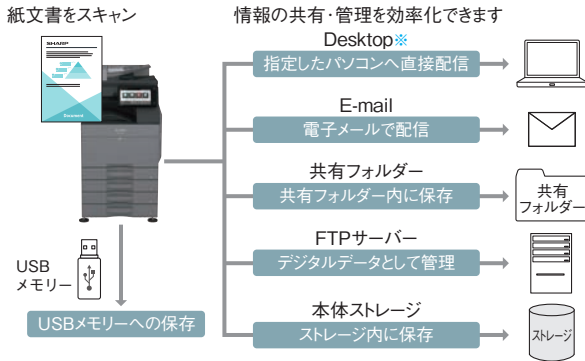 紙文書をスキャン
情報の共有・管理を効率化できます
SHARP
Document
Desktop※
指定したパソコンへ直接配信
E-mail
電子メールで配信
共有フォルダー
共有フォルダー内に保存
共有
フォルダー
FTPサーバー
デジタルデータとして管理
本体ストレージ
ストレージ内に保存
ストレージ
USB
メモリー
USBメモリーへの保存